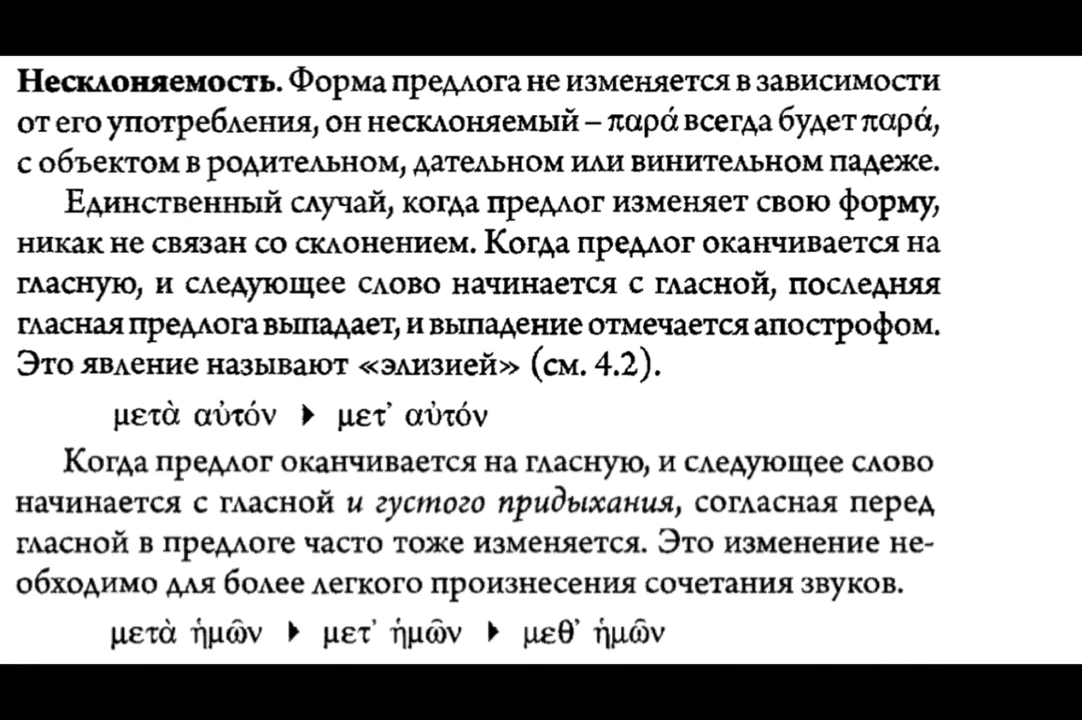 Несклоняемость. Форма предлога не изменяется в зависимости
от его употребления, он несклоняемый – παρά всегда будет παρά,
с объектом в родительном, дательном или винительном падеже.
Единственный случай, когда предлог изменяет свою форму,
никак не связан со склонением. Когда предлог оканчивается на
гласную, и следующее слово начинается с гласной, последняя
гласная предлога выпадает, и выпадение отмечается апострофом.
Это явление называют «элизией» (см. 4.2).
μετὰ αὐτόν ▶ μετ᾽ αὐτόν
Когда предлог оканчивается на гласную, и следующее слово
начинается с гласной и густого придыхания, согласная перед
гласной в предлоге часто тоже изменяется. Это изменение не-
обходимо для более легкого произнесения сочетания звуков.
μετὰ ἡμῶν ▶ μετ᾽ ἡμῶν ▶ μεθ᾽ ἡμῶν